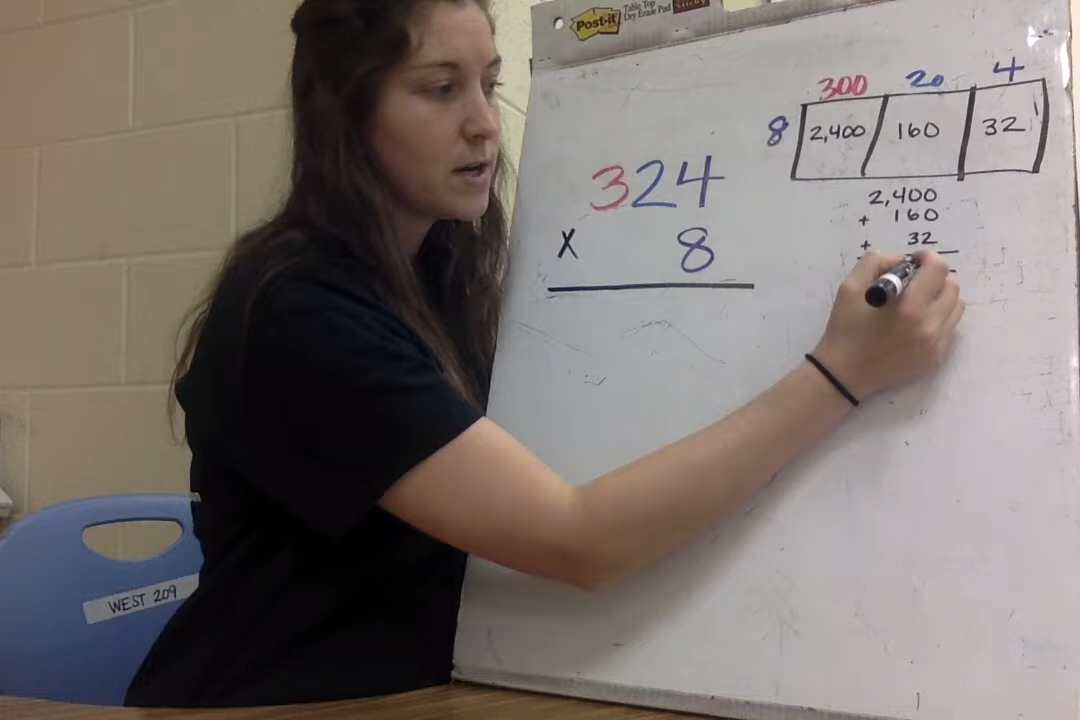 Post-it
Table Top
Dry Erase Pad
Sticky
300 20 4
8 2,400 160 32
324
x 8
2,400
+ 160
+ 32
WEST 209